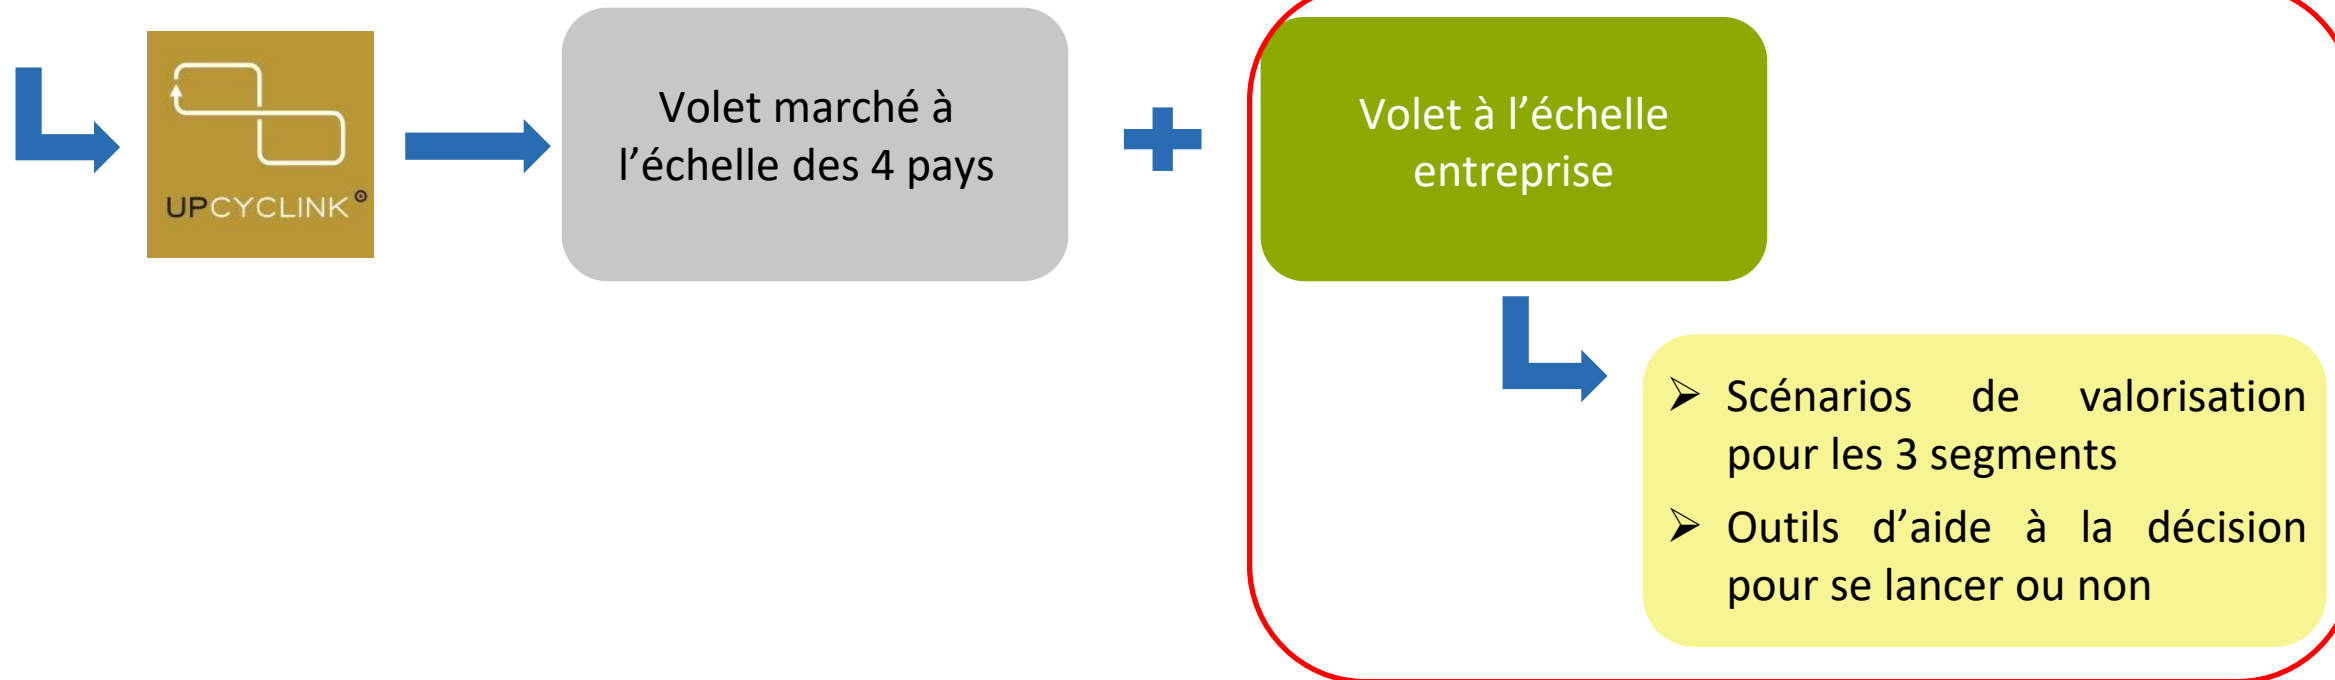 UPCYCLINK
Volet marché à
l’échelle des 4 pays
Volet à l’échelle
entreprise
➢ Scénarios de valorisation
pour les 3 segments
➢ Outils d’aide à la décision
pour se lancer ou non